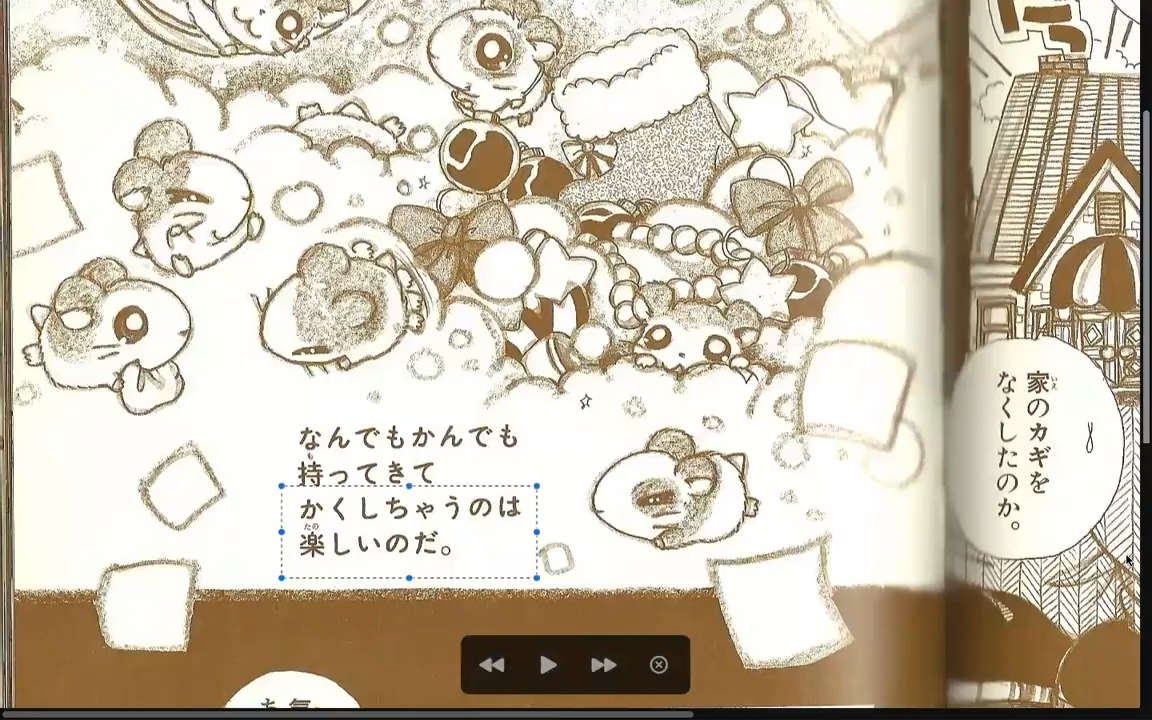 なんでもかんでも
持ってきて
かくしちゃうのは
楽しいのだ。
家のカギを
なくしたのか。